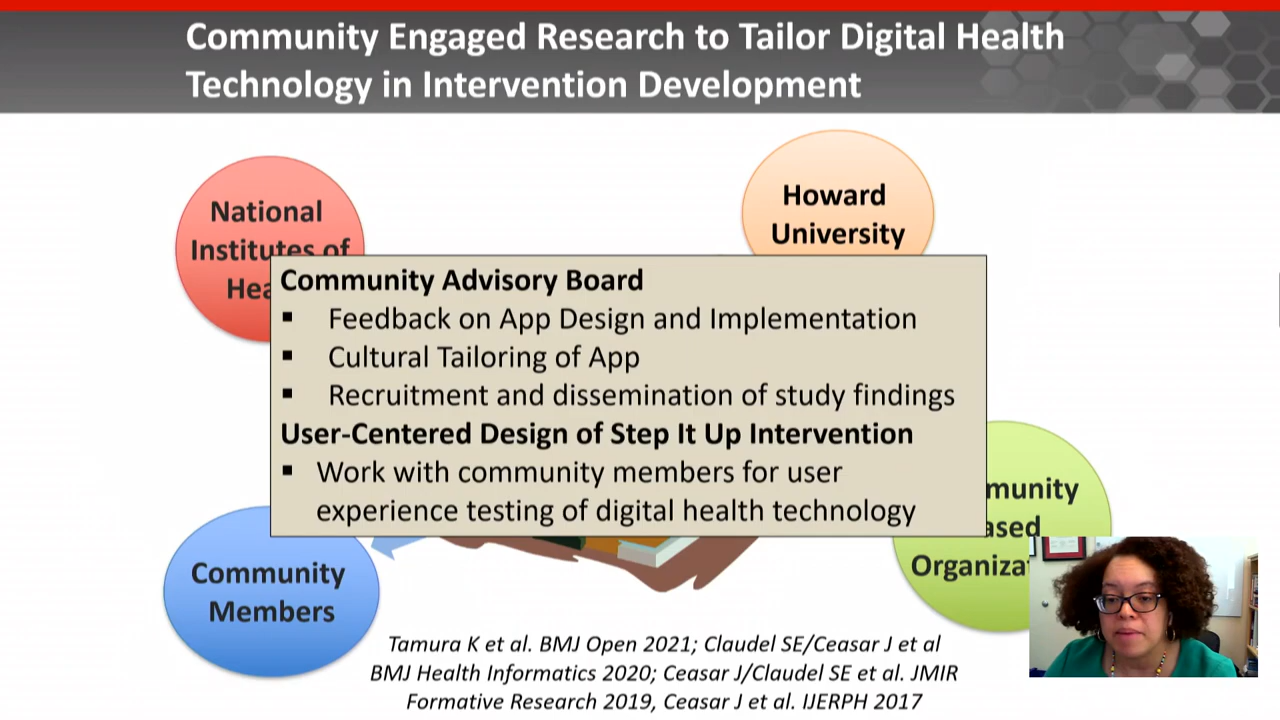 Community Engaged Research to Tailor Digital Health
Technology in Intervention Development
National
Institutes of
Howard
University
Community Advisory Board
▪ Feedback on App Design and Implementation
▪ Cultural Tailoring of App
▪ Recruitment and dissemination of study findings
User-Centered Design of Step It Up Intervention
▪ Work with community members for user
experience testing of digital health technology
Community
Members
Tamura K et al. BMJ Open 2021; Claudel SE/Ceasar J et al
BMJ Health Informatics 2020; Ceasar J/Claudel SE et al. JMIR
Formative Research 2019, Ceasar J et al. IJERPH 2017